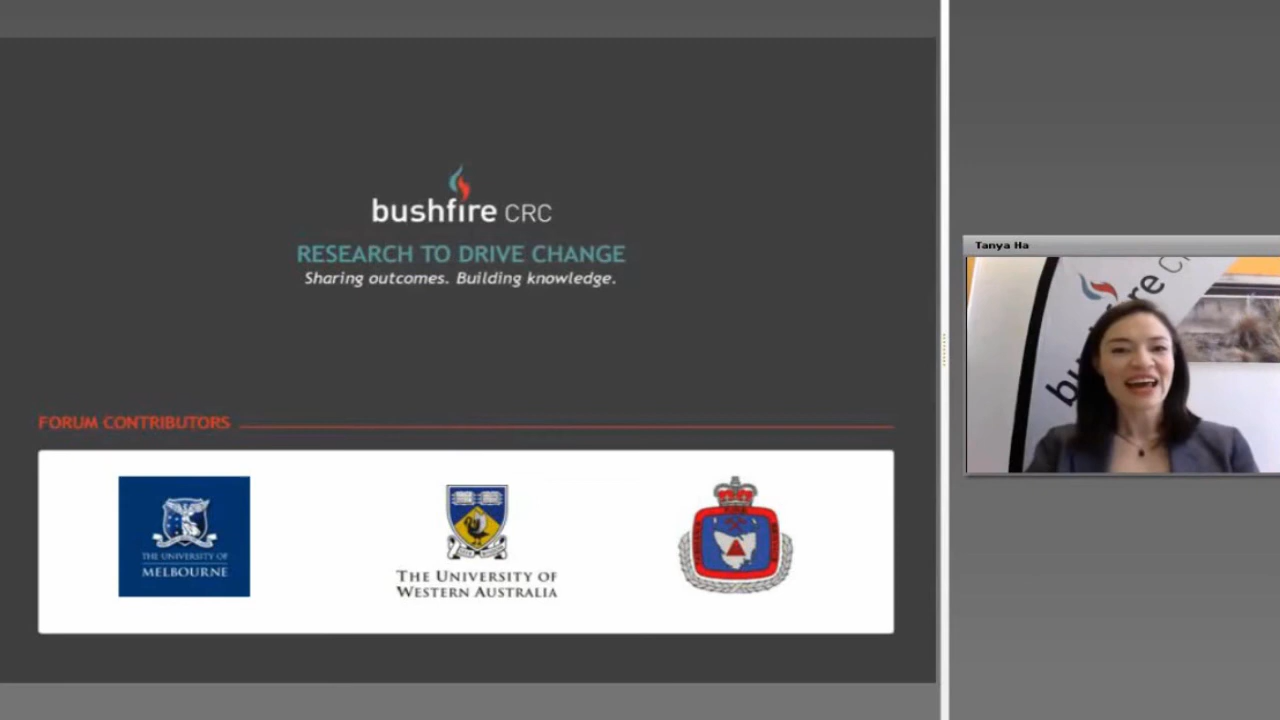 bushfire CRC
RESEARCH TO DRIVE CHANGE
Sharing outcomes. Building knowledge.
FORUM CONTRIBUTORS
THE UNIVERSITY OF
MELBOURNE
THE UNIVERSITY OF
WESTERN AUSTRALIA
Tanya Ha